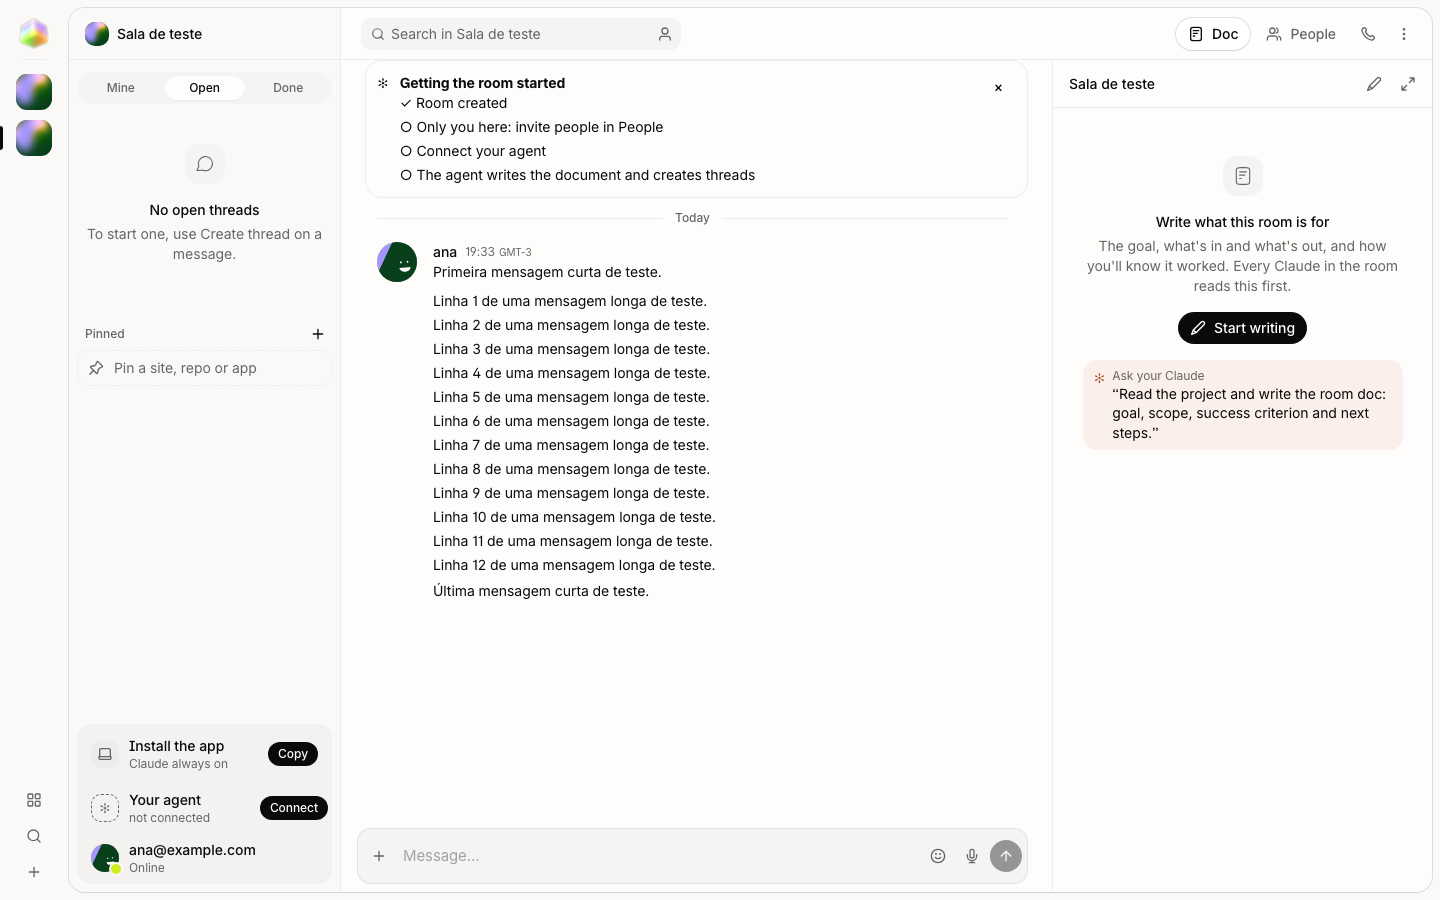 Sala de teste
Search in Sala de teste
Doc
People
Mine
Open
Done
No open threads
To start one, use Create thread on a
message.
Pinned
Pin a site, repo or app
Install the app
Claude always on
Copy
Your agent
not connected
Connect
ana@example.com
Online
Getting the room started
✓ Room created
Only you here: invite people in People
Connect your agent
The agent writes the document and creates threads
Today
ana 19:33 GMT-3
Primeira mensagem curta de teste.
Linha 1 de uma mensagem longa de teste.
Linha 2 de uma mensagem longa de teste.
Linha 3 de uma mensagem longa de teste.
Linha 4 de uma mensagem longa de teste.
Linha 5 de uma mensagem longa de teste.
Linha 6 de uma mensagem longa de teste.
Linha 7 de uma mensagem longa de teste.
Linha 8 de uma mensagem longa de teste.
Linha 9 de uma mensagem longa de teste.
Linha 10 de uma mensagem longa de teste.
Linha 11 de uma mensagem longa de teste.
Linha 12 de uma mensagem longa de teste.
Última mensagem curta de teste.
Message...
Sala de teste
Write what this room is for
The goal, what's in and what's out, and how
you'll know it worked. Every Claude in the room
reads this first.
Start writing
Ask your Claude
“Read the project and write the room doc:
goal, scope, success criterion and next
steps.”